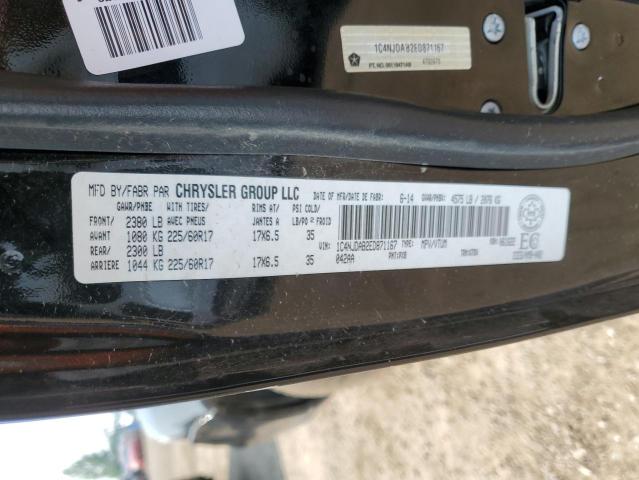 1C4NJDAB2ED871167
PT. NO.
MFD BY/FABR PAR CHRYSLER GROUP LLC DATE OF MFR/DATE DE FABR: 6-14 GVWR/PNBV: 4575 LB / 2076 KG
GAWR/PNBE WITH TIRES/ RIMS AT/ PSI COLD/
FRONT/ 2380 LB AVEC PNEUS JANTES A LB/PO² FROID
AVANT 1080 KG 225/60R17 17X6.5 35 VIN: 1C4NJDAB2ED871167 TYPE: MPV/VTUM
REAR/ 2300 LB 042AA
ARRIERE 1044 KG 225/60R17 17X6.5 35
EC